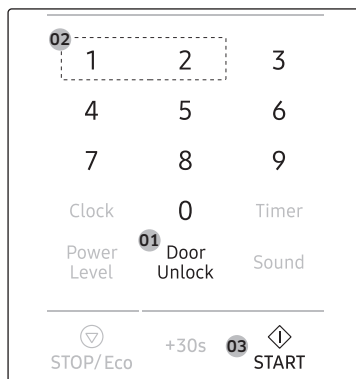 02
1 2 3
4 5 6
7 8 9
Clock 0 Timer
01
Power Level Door Unlock Sound
STOP/Eco +30s 03 START